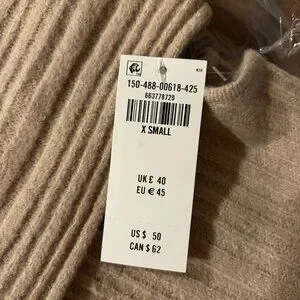 150-488-00618-425
663778729
X SMALL
UK £ 40
EU € 45
US $ 50
CAN $ 62